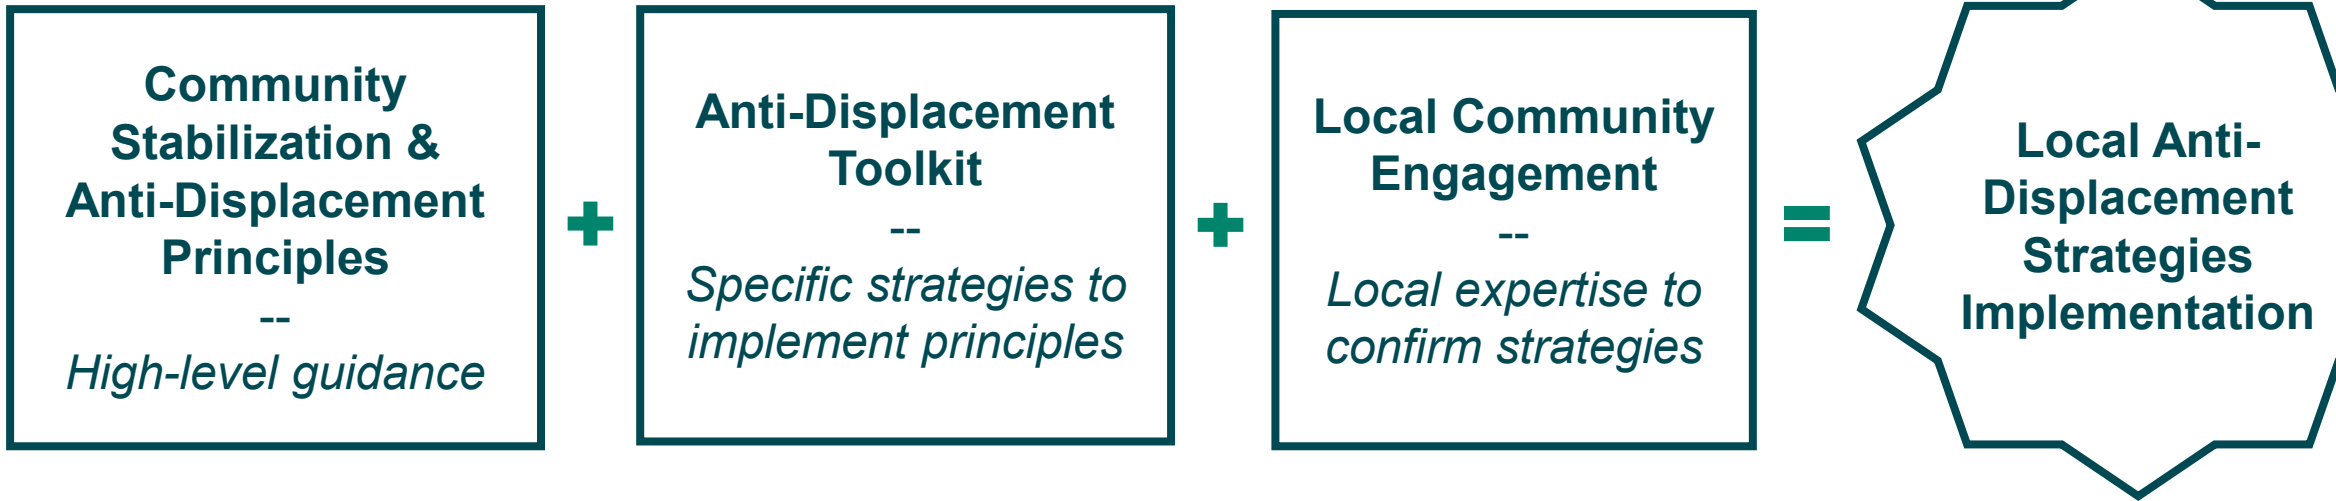 Community
Stabilization &
Anti-Displacement
Principles
--
High-level guidance
+
Anti-Displacement
Toolkit
--
Specific strategies to
implement principles
+
Local Community
Engagement
--
Local expertise to
confirm strategies
=
Local Anti-
Displacement
Strategies
Implementation